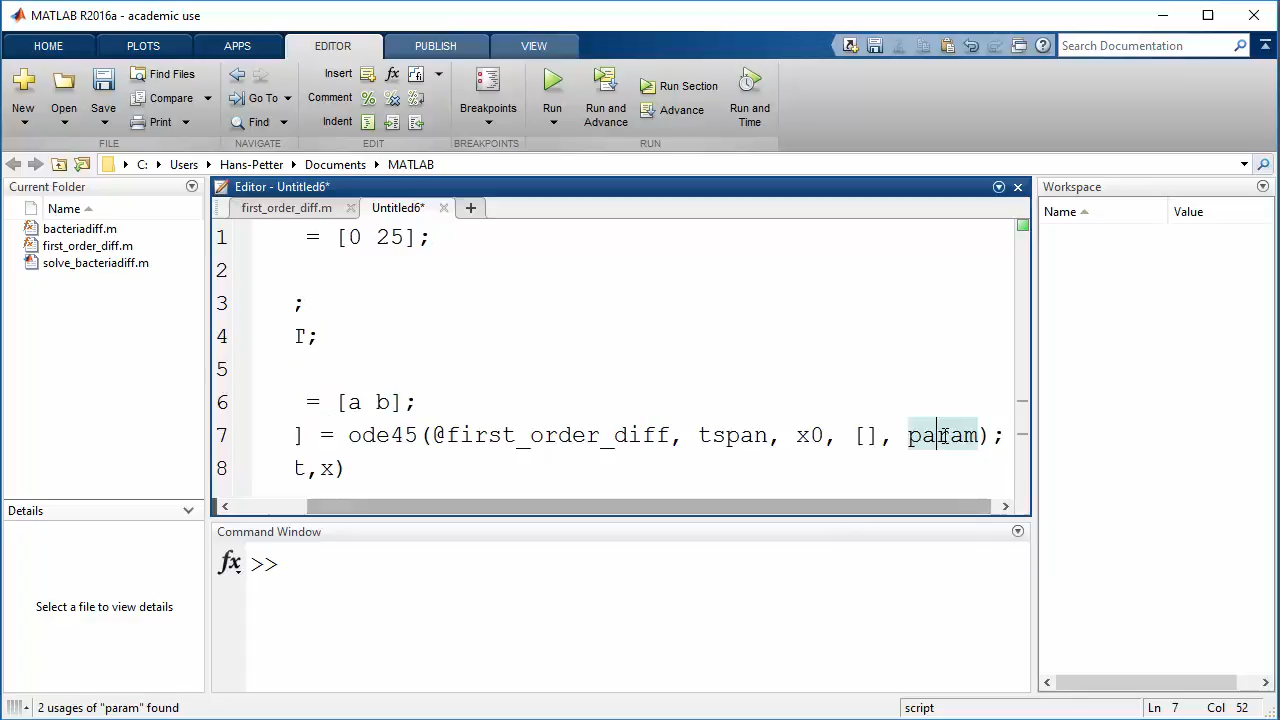 MATLAB R2016a - academic use
HOME PLOTS APPS EDITOR PUBLISH VIEW Search Documentation
New Open Save Find Files Compare Print Go To Find Insert fx Comment Indent Breakpoints Run Run and Advance Run Section Advance Run and Time
FILE NAVIGATE EDIT BREAKPOINTS RUN
C: Users Hans-Petter Documents MATLAB
Current Folder
Name
bacteriadiff.m
first_order_diff.m
solve_bacteriadiff.m
Details
Select a file to view details
Editor - Untitled6*
first_order_diff.m Untitled6*
1 = [0 25];
2
3 ;
4 T;
5
6 = [a b];
7 ] = ode45(@first_order_diff, tspan, x0, [], param);
8 t,x)
Command Window
fx >>
Workspace
Name Value
2 usages of "param" found script Ln 7 Col 52